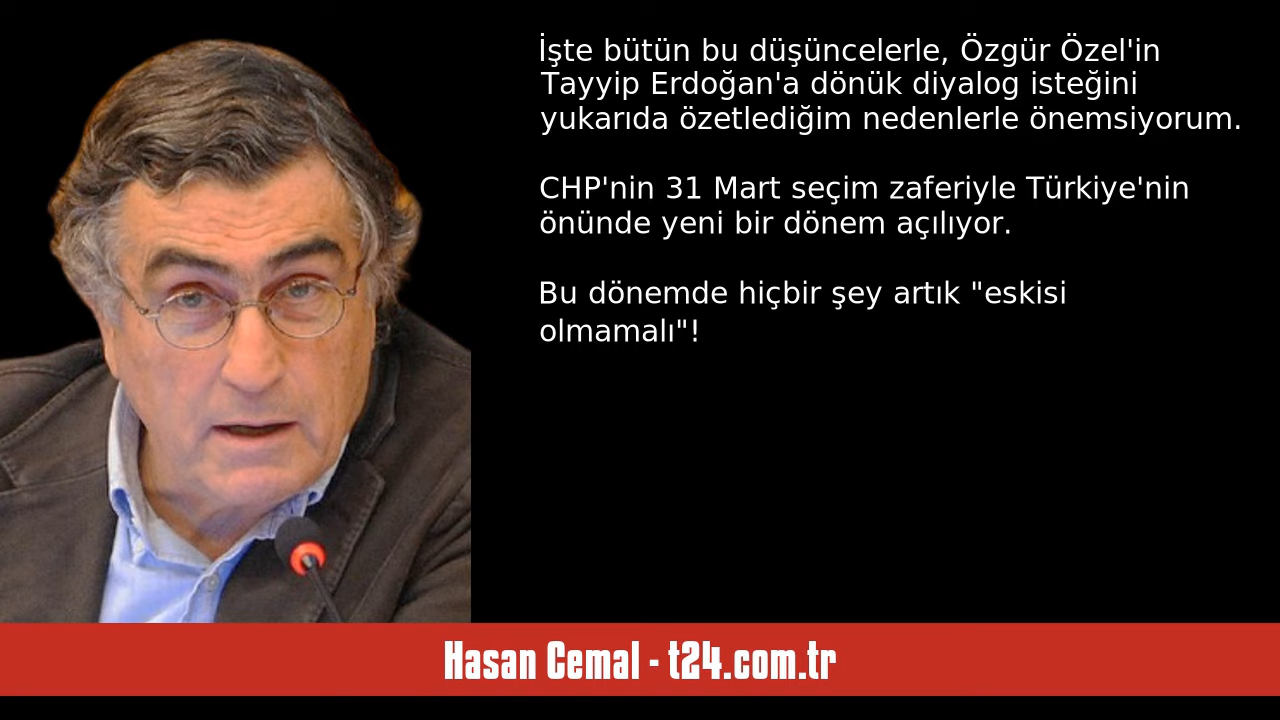 İşte bütün bu düşüncelerle, Özgür Özel'in
Tayyip Erdoğan'a dönük diyalog isteğini
yukarıda özetlediğim nedenlerle önemsiyorum.
CHP'nin 31 Mart seçim zaferiyle Türkiye'nin
önünde yeni bir dönem açılıyor.
Bu dönemde hiçbir şey artık "eskisi
olmamalı"!
Hasan Cemal - t24.com.tr